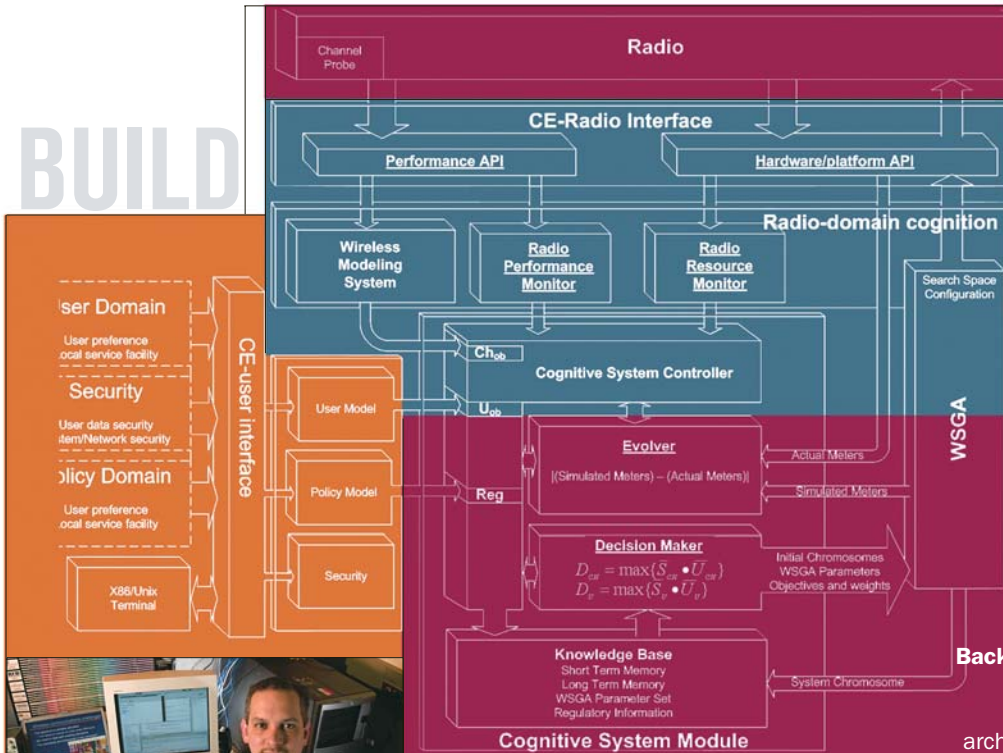 BUILD
Channel
Probe
Radio
CE-Radio Interface
Performance API
Hardware/platform API
Radio-domain cognition
Wireless
Modeling
System
Radio
Performance
Monitor
Radio
Resource
Monitor
Search Space
Configuration
WSGA
ser Domain
User preference
ocal service facility
Security
User data security
stem/Network security
olicy Domain
User preference
ocal service facility
X86/Unix
Terminal
CE-user interface
User Model
Policy Model
Security
Ch_ob
U_ob
Reg
Cognitive System Controller
Evolver
|(Simulated Meters) – (Actual Meters)|
Actual Meters
Simulated Meters
Decision Maker
Initial Chromosomes
WSGA Parameters
Objectives and weights
Knowledge Base
Short Term Memory
Long Term Memory
WSGA Parameter Set
Regulatory Information
System Chromosome
Cognitive System Module
Back
arch